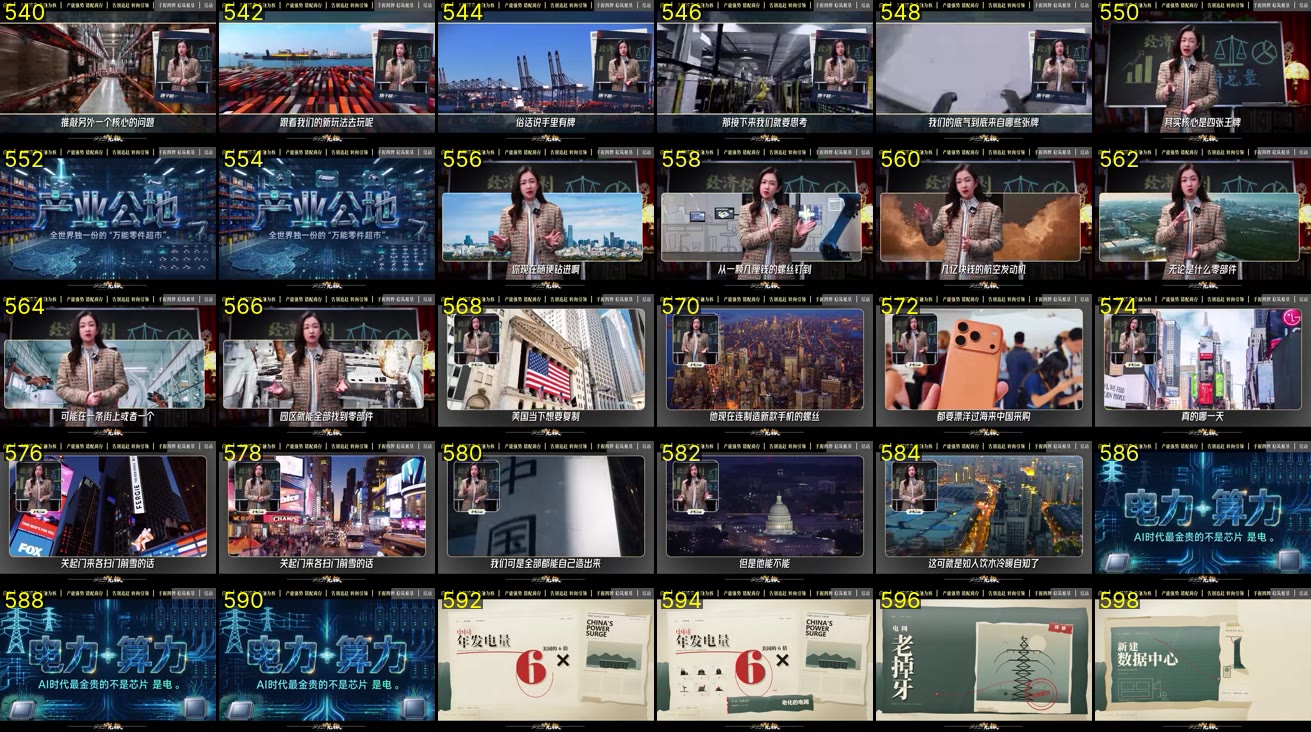 540
推敲另外一个核心的问题
542
跟着我们的新玩法去玩呢
544
俗话说手里有牌
546
那接下来我们就要思考
548
我们的底气到底来自哪些张牌
550
其实核心是四张王牌
552
产业公地
全世界独一份的“万能零件超市”
554
产业公地
全世界独一份的“万能零件超市”
556
你现在随便钻进啊
558
从一颗几厘钱的螺丝钉到
560
几亿块钱的航空发动机
562
无论是什么零部件
564
可能在一条街上或者一个
566
园区就能全部找到零部件
568
美国当下想要复制
570
他现在连制造新款手机的螺丝
572
都要漂洋过海来中国采购
574
真的哪一天
576
FOX
关起门来各扫门前雪的话
578
关起门来各扫门前雪的话
580
中国
我们可是全部都能自己造出来
582
但是他能不能
584
这可就是如人饮水冷暖自知了
586
电力+算力
AI时代最金贵的不是芯片 是电。
588
电力+算力
AI时代最金贵的不是芯片 是电。
590
电力+算力
AI时代最金贵的不是芯片 是电。
592
中国
年发电量
美国的 6 倍
6×
CHINA'S
POWER
SURGE
594
中国
年发电量
美国的 6 倍
6×
CHINA'S
POWER
SURGE
老化的电网
596
电网
老掉牙
598
新建
数据中心